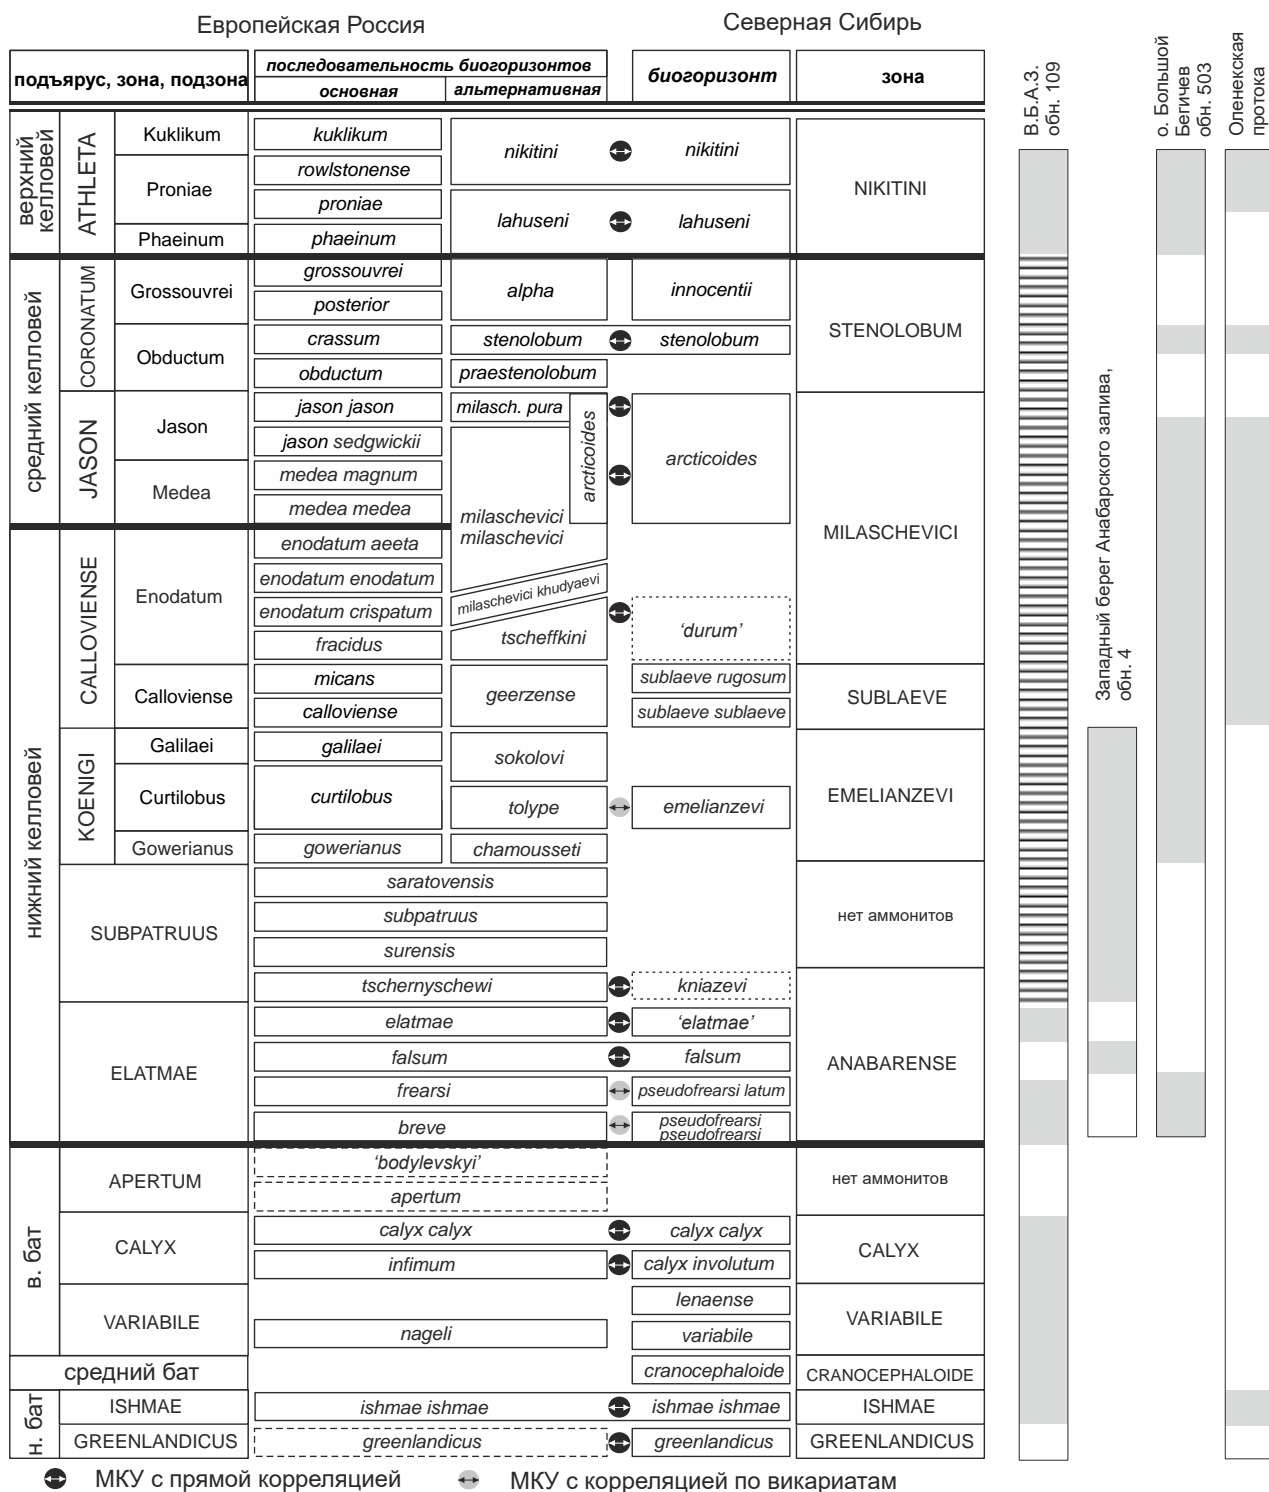 Европейская Россия
Северная Сибирь
подъярус, зона, подзона
последовательность биогоризонтов
основная
альтернативная
биогоризонт
зона
В.Б.А.З.
обн. 109
о. Большой
Бегичев
обн. 503
Оленекская
протока
Западный берег Анабарского залива,
обн. 4
верхний
келловей
ATHLETA
Kuklikum
kuklikum
nikitini
nikitini
NIKITINI
Proniae
rowlstonense
proniae
lahuseni
lahuseni
Phaeinum
phaeinum
средний келловей
CORONATUM
Grossouvrei
grossouvrei
alpha
innocentii
STENOLOBUM
posterior
Obductum
crassum
stenolobum
stenolobum
obductum
praestenolobum
JASON
Jason
jason jason
milasch. pura
arcticoides
arcticoides
MILASCHEVICI
jason sedgwickii
Medea
medea magnum
medea medea
milaschevici
milaschevici
нижний келловей
CALLOVIENSE
Enodatum
enodatum aeeta
enodatum enodatum
milaschevici khudyaevi
enodatum crispatum
tscheffkini
'durum'
fracidus
Calloviense
micans
geerzense
sublaeve rugosum
SUBLAEVE
calloviense
sublaeve sublaeve
KOENIGI
Galilaei
galilaei
sokolovi
EMELIANZEVI
Curtilobus
curtilobus
tolype
emelianzevi
Gowerianus
gowerianus
chamousseti
SUBPATRUUS
saratovensis
нет аммонитов
subpatruus
surensis
tschernyschewi
kniazevi
ANABARENSE
ELATMAE
elatmae
'elatmae'
falsum
falsum
frearsi
pseudofrearsi latum
breve
pseudofrearsi
pseudofrearsi
в. бат
APERTUM
'bodylevskyi'
нет аммонитов
apertum
CALYX
calyx calyx
calyx calyx
CALYX
infimum
calyx involutum
VARIABILE
lenaense
VARIABILE
nageli
variabile
средний бат
cranocephaloide
CRANOCEPHALOIDE
н. бат
ISHMAE
ishmae ishmae
ishmae ishmae
ISHMAE
GREENLANDICUS
greenlandicus
greenlandicus
GREENLANDICUS
МКУ с прямой корреляцией
МКУ с корреляцией по викариатам